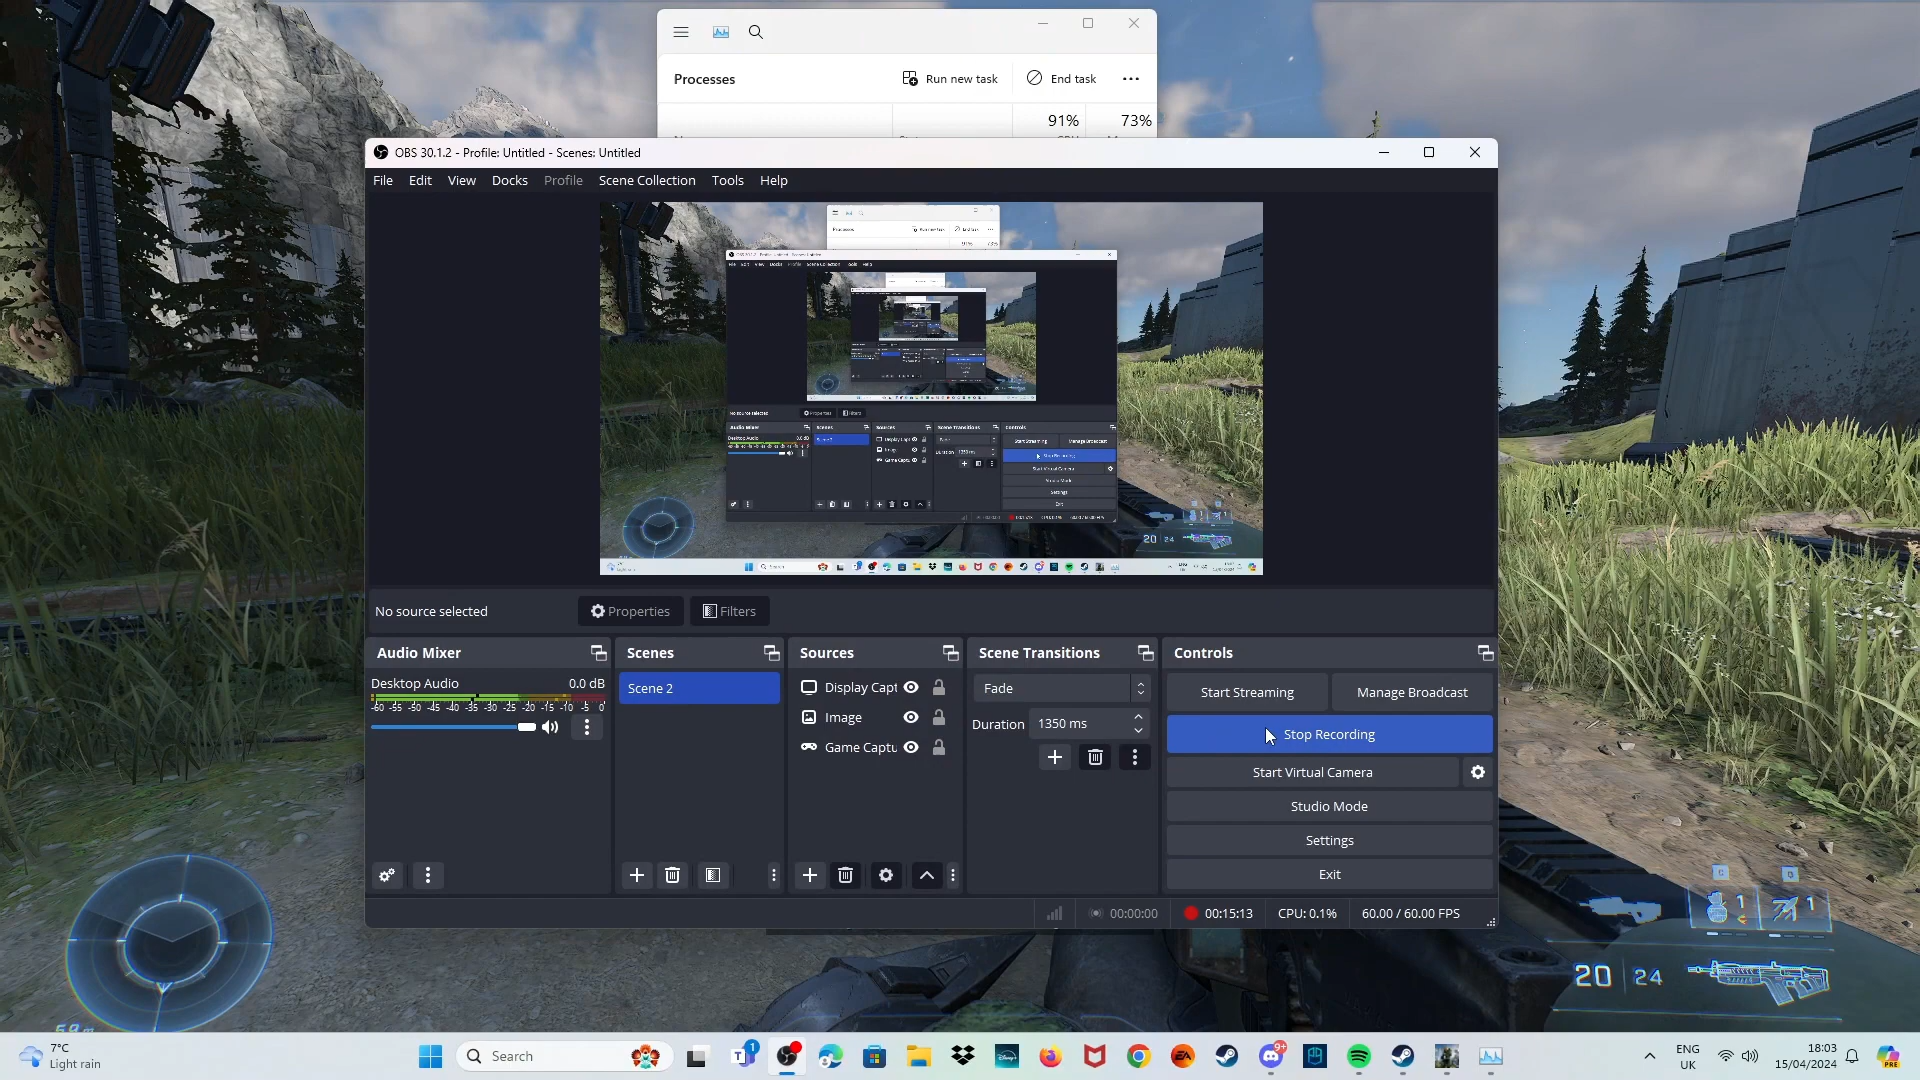 Processes
Run new task
End task
91%
73%
OBS 30.1.2 - Profile: Untitled - Scenes: Untitled
File
Edit
View
Docks
Profile
Scene Collection
Tools
Help
No source selected
Properties
Filters
Audio Mixer
Scenes
Sources
Scene Transitions
Controls
Desktop Audio
0.0 dB
-60 -55 -50 -45 -40 -35 -30 -25 -20 -15 -10 -5 0
Scene 2
Display Capt
Image
Game Captu
Fade
Duration
1350 ms
Start Streaming
Manage Broadcast
Stop Recording
Start Virtual Camera
Studio Mode
Settings
Exit
00:00:00
00:15:13
CPU: 0.1%
60.00 / 60.00 FPS
1
1
20
24
7°C
Light rain
Search
1
9+
ENG
UK
18:03
15/04/2024